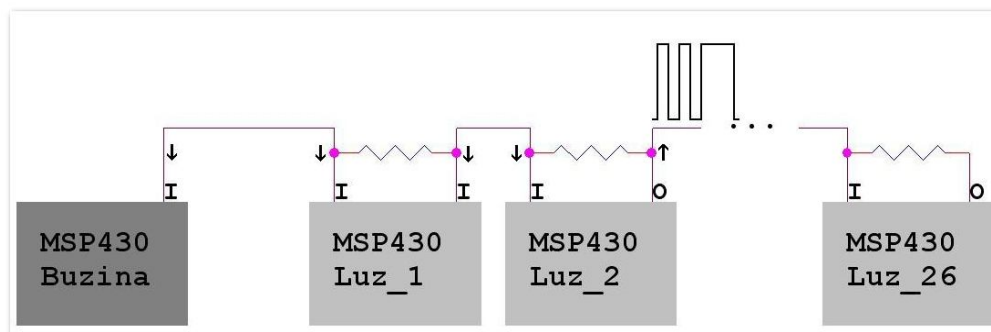 . . .
I
I
I
I
O
I
O
MSP430
Buzina
MSP430
Luz_1
MSP430
Luz_2
MSP430
Luz_26